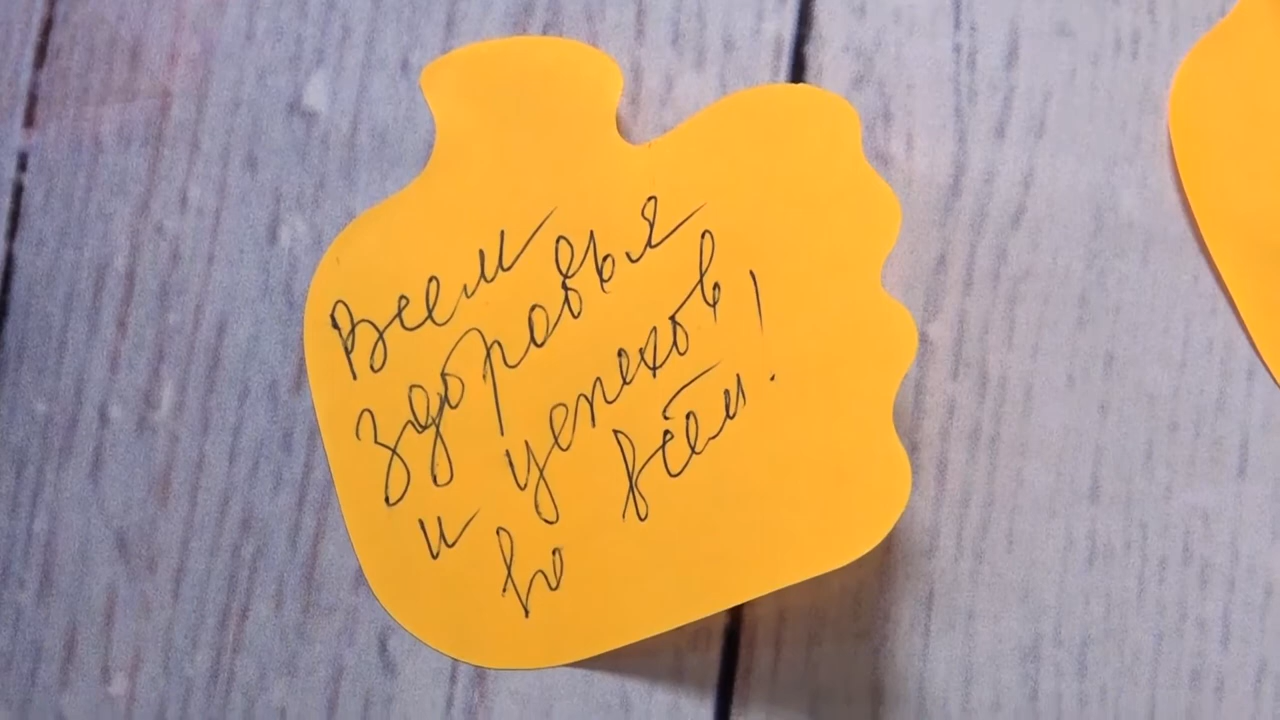 Всем
здоровья
и успехов
во всём!